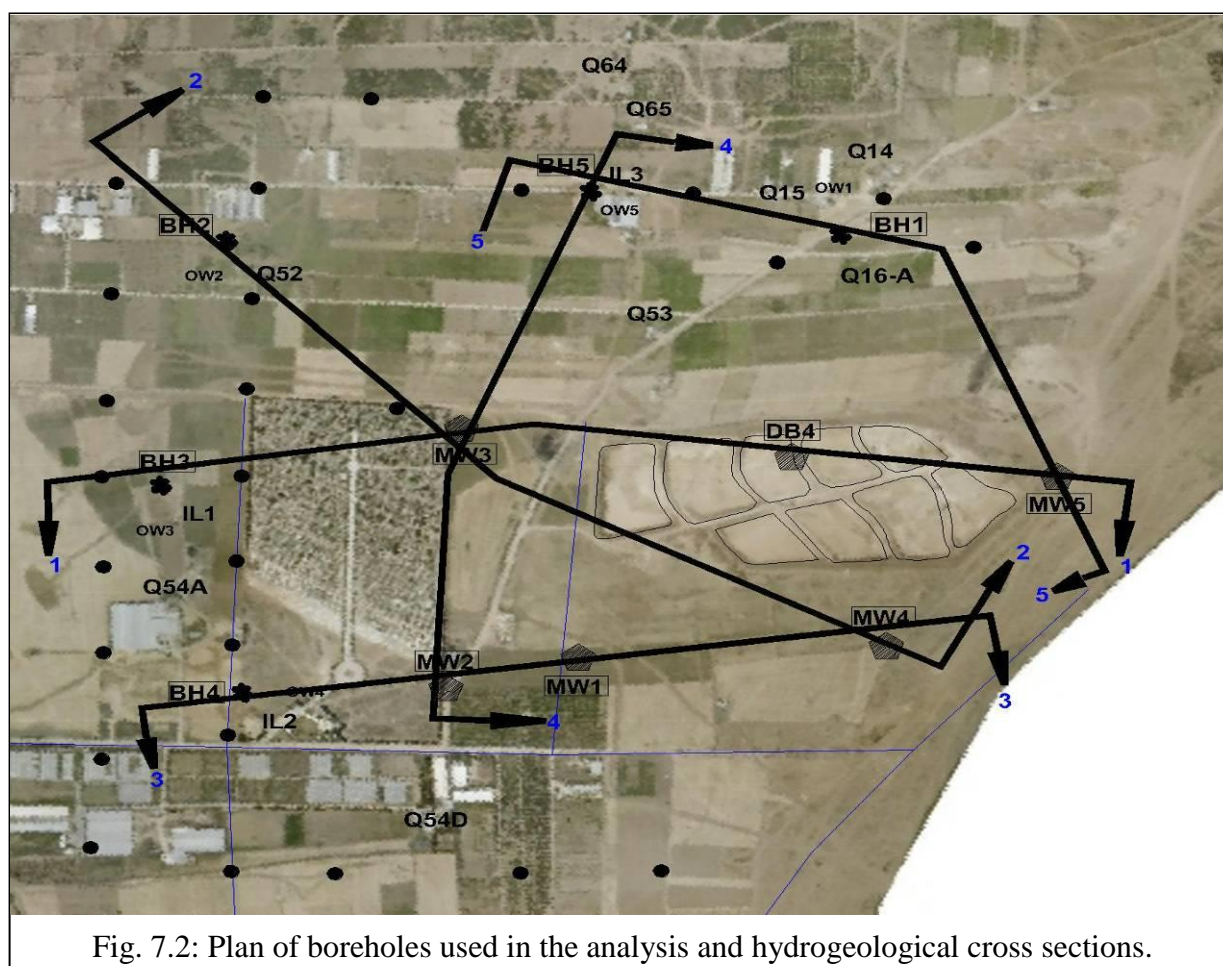 Q64
2
Q65
4
Q14
BH5
IL3
Q15
OW1
OW5
BH2
BH1
5
OW2
Q52
Q16-A
Q53
DB4
MW3
BH3
MW5
IL1
OW3
2
1
1
Q54A
5
MW4
MW2
MW1
BH4
OW4
3
IL2
4
3
Q54D
Fig. 7.2: Plan of boreholes used in the analysis and hydrogeological cross sections.